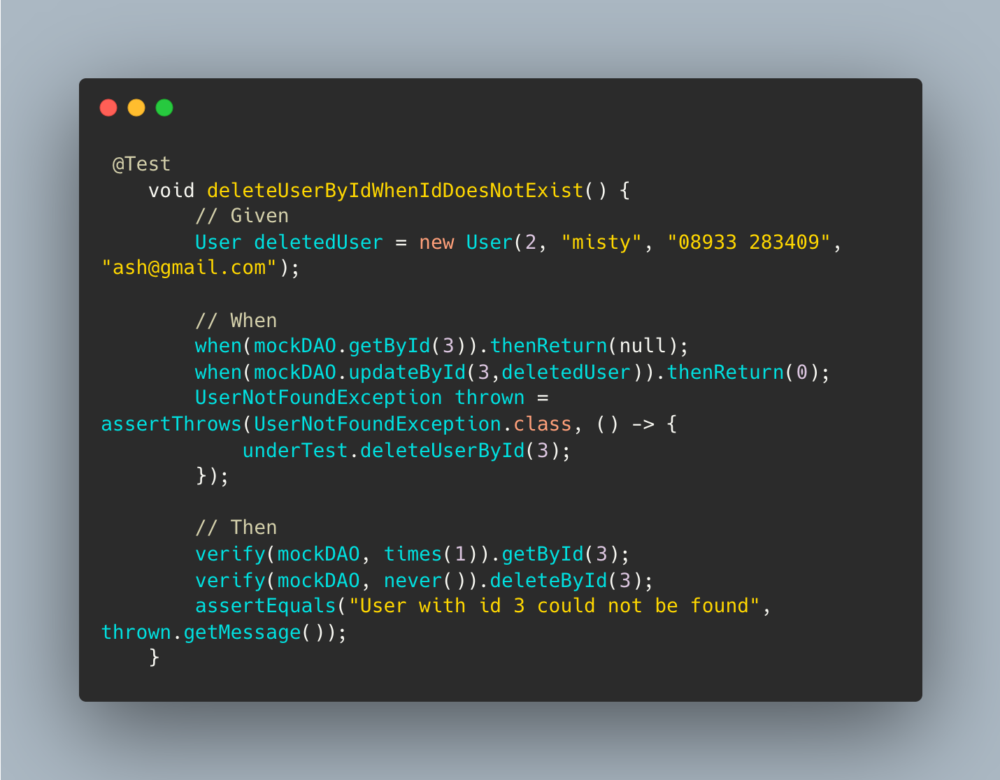 @Test
    void deleteUserByIdWhenIdDoesNotExist() {
        // Given
        User deletedUser = new User(2, "misty", "08933 283409",
"ash@gmail.com");

        // When
        when(mockDAO.getById(3)).thenReturn(null);
        when(mockDAO.updateById(3,deletedUser)).thenReturn(0);
        UserNotFoundException thrown =
assertThrows(UserNotFoundException.class, () -> {
            underTest.deleteUserById(3);
        });

        // Then
        verify(mockDAO, times(1)).getById(3);
        verify(mockDAO, never()).deleteById(3);
        assertEquals("User with id 3 could not be found",
thrown.getMessage());
    }